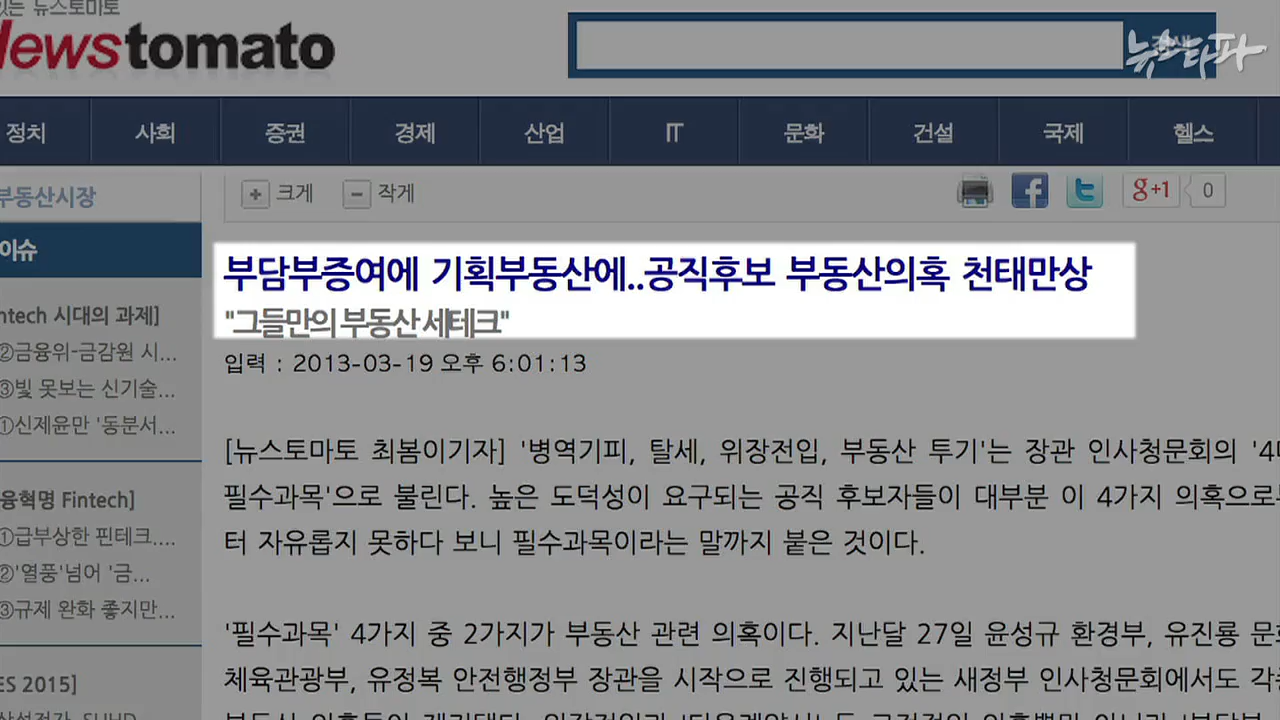 있는 뉴스토마토
Newstomato
뉴스타파
정치 사회 증권 경제 산업 IT 문화 건설 국제 헬스
부동산시장
+ 크게 - 작게
f
g+1 0
이슈
부담부증여에 기획부동산에..공직후보 부동산의혹 천태만상
"그들만의 부동산 세테크"
입력 : 2013-03-19 오후 6:01:13
ntech 시대의 과제]
②금융위-금감원 시...
③빛 못보는 신기술...
①신제윤만 '동분서...
[뉴스토마토 최봄이기자] '병역기피, 탈세, 위장전입, 부동산 투기'는 장관 인사청문회의 '4
필수과목'으로 불린다. 높은 도덕성이 요구되는 공직 후보자들이 대부분 이 4가지 의혹으로
터 자유롭지 못하다 보니 필수과목이라는 말까지 붙은 것이다.
융혁명 Fintech]
①급부상한 핀테크....
②'열풍'넘어 '금...
③규제 완화 좋지만...
'필수과목' 4가지 중 2가지가 부동산 관련 의혹이다. 지난달 27일 윤성규 환경부, 유진룡 문
체육관광부, 유정복 안전행정부 장관을 시작으로 진행되고 있는 새정부 인사청문회에서도 각
ES 2015]